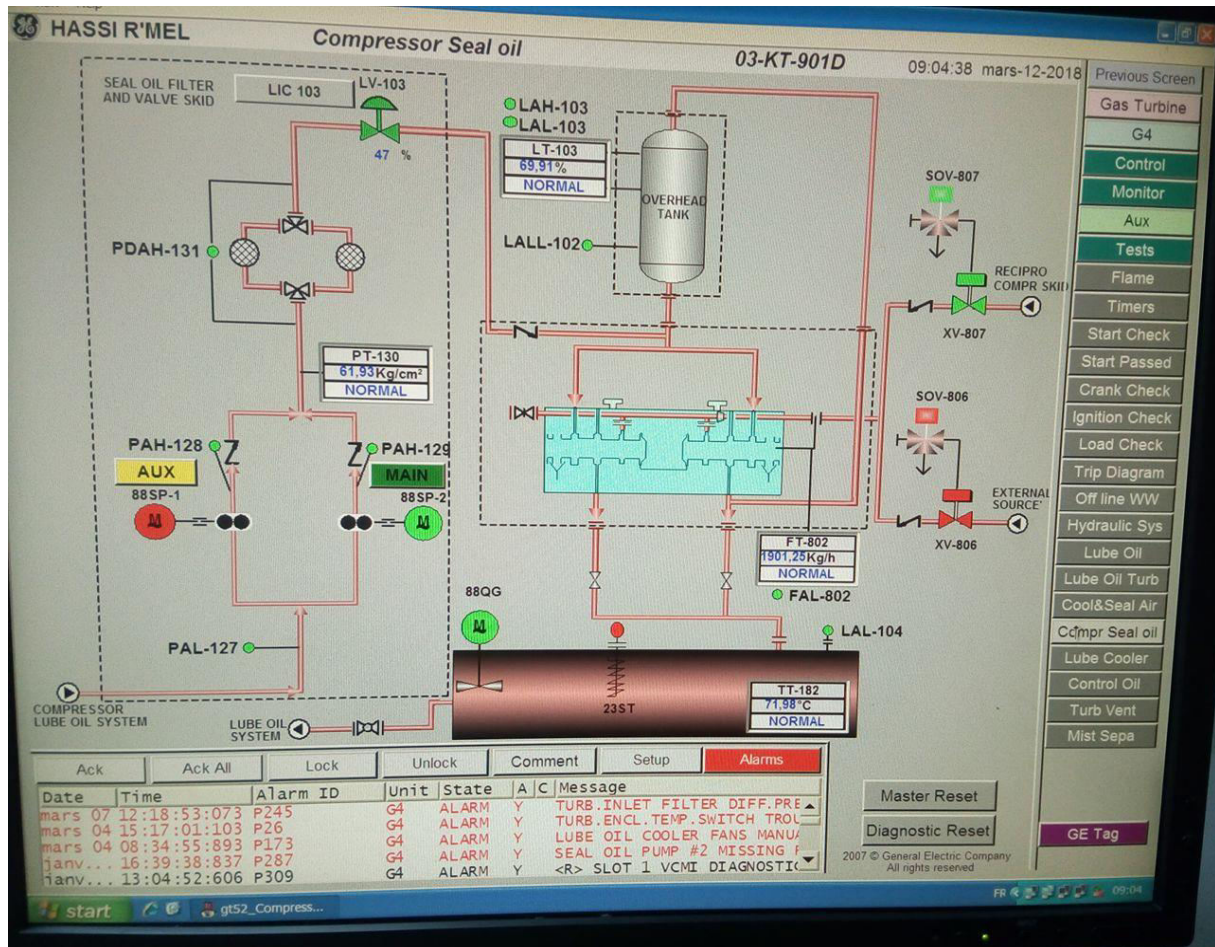 HASSI R'MEL
Compressor Seal oil
03-KT-901D
09:04:38 mars-12-2018
SEAL OIL FILTER
AND VALVE SKID
LIC 103
LV-103
47 %
PDAH-131
PT-130
61,93Kg/cm²
NORMAL
PAH-128
AUX
88SP-1
PAH-129
MAIN
88SP-2
PAL-127
COMPRESSOR
LUBE OIL SYSTEM
LUBE OIL
SYSTEM
LAH-103
LAL-103
LT-103
69,91%
NORMAL
LALL-102
OVERHEAD
TANK
SOV-807
RECIPRO
COMPR SKID
XV-807
SOV-806
EXTERNAL
SOURCE'
XV-806
FT-802
1901,25Kg/h
NORMAL
FAL-802
88QG
23ST
LAL-104
TT-182
71,98°C
NORMAL
Previous Screen
Gas Turbine
G4
Control
Monitor
Aux
Tests
Flame
Timers
Start Check
Start Passed
Crank Check
Ignition Check
Load Check
Trip Diagram
Off line WW
Hydraulic Sys
Lube Oil
Lube Oil Turb
Cool&Seal Air
Compr Seal oil
Lube Cooler
Control Oil
Turb Vent
Mist Sepa
GE Tag
Ack
Ack All
Lock
Unlock
Comment
Setup
Alarms
Date Time Alarm ID Unit State A C Message
mars 07 12:18:53:073 P245 G4 ALARM Y TURB.INLET FILTER DIFF.PRE
mars 04 15:17:01:103 P26 G4 ALARM Y TURB.ENCL.TEMP.SWITCH TROU
mars 04 08:34:55:893 P173 G4 ALARM Y LUBE OIL COOLER FANS MANUA
janv... 16:39:38:837 P287 G4 ALARM Y SEAL OIL PUMP #2 MISSING F
janv... 13:04:52:606 P309 G4 ALARM Y <R> SLOT 1 VCMI DIAGNOSTIC
Master Reset
Diagnostic Reset
2007 © General Electric Company
All rights reserved
start
gt52_Compress...
FR
09:04